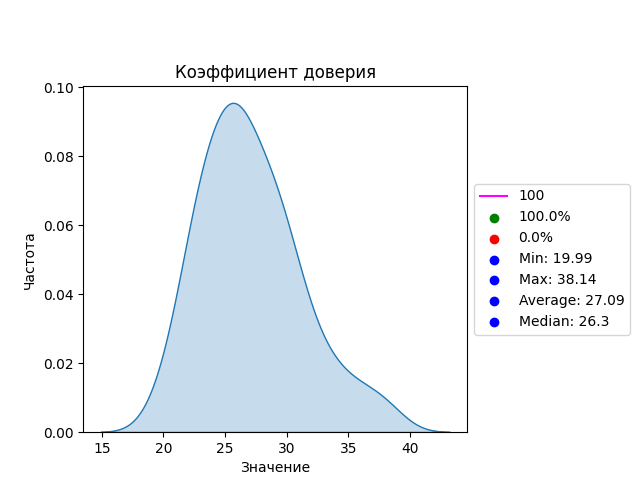 Коэффициент доверия
0.10
0.08
0.06
0.04
0.02
0.00
Частота
15 20 25 30 35 40
Значение
100
100.0%
0.0%
Min: 19.99
Max: 38.14
Average: 27.09
Median: 26.3